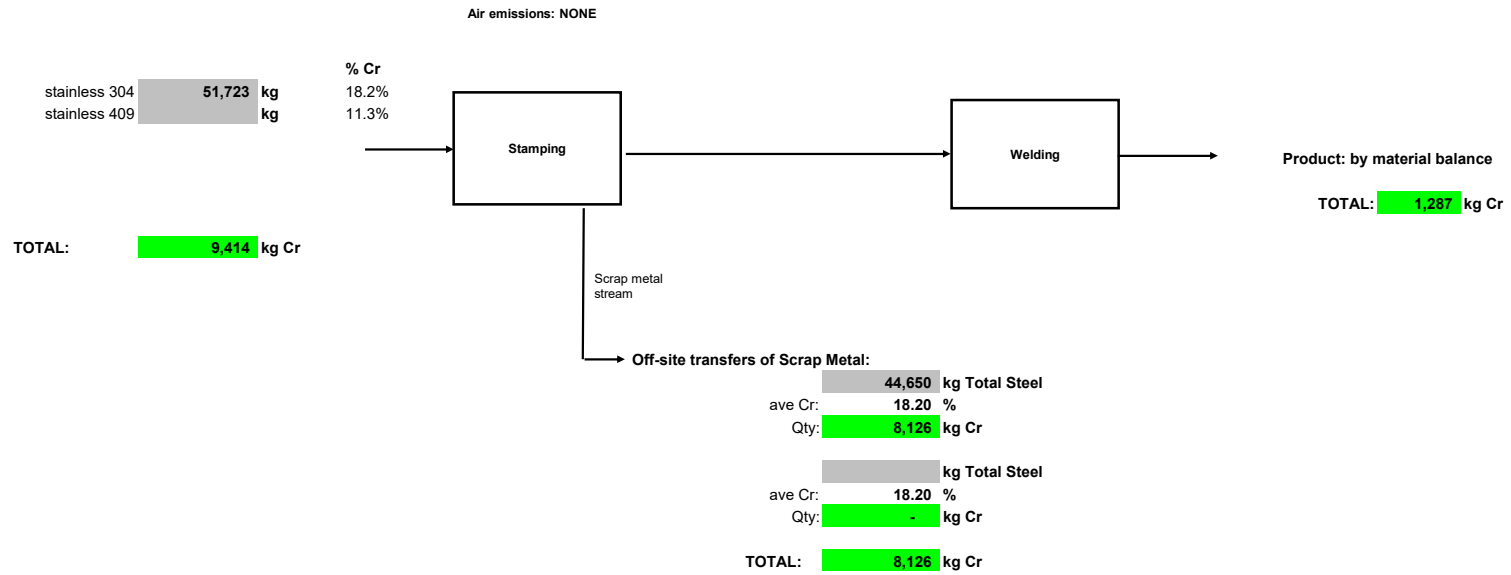 Air emissions: NONE
% Cr
stainless 304 51,723 kg 18.2%
stainless 409 kg 11.3%
Stamping
Welding
Product: by material balance
TOTAL: 1,287 kg Cr
TOTAL: 9,414 kg Cr
Scrap metal
stream
Off-site transfers of Scrap Metal:
44,650 kg Total Steel
ave Cr: 18.20 %
Qty: 8,126 kg Cr
kg Total Steel
ave Cr: 18.20 %
Qty: - kg Cr
TOTAL: 8,126 kg Cr